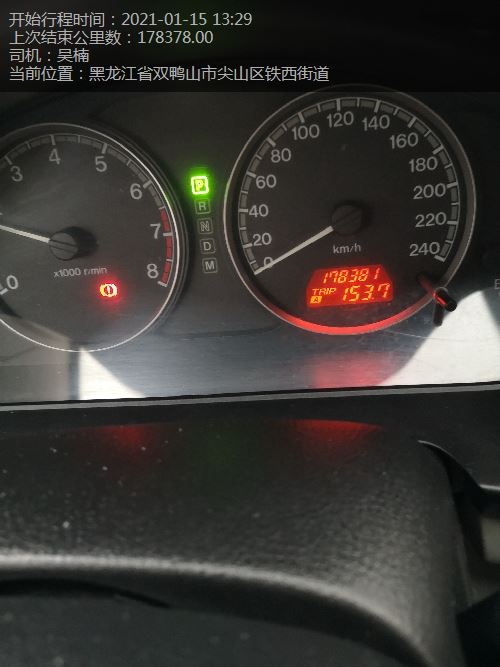 开始行程时间：2021-01-15 13:29
上次结束公里数：178378.00
司机：吴楠
当前位置：黑龙江省双鸭山市尖山区铁西街道
0 3 4 5 6 7 8
x1000 r/min
P
R
N
D
M
0 20 40 60 80 100 120 140 160 180 200 220 240
km/h
178381
TRIP A 153.7